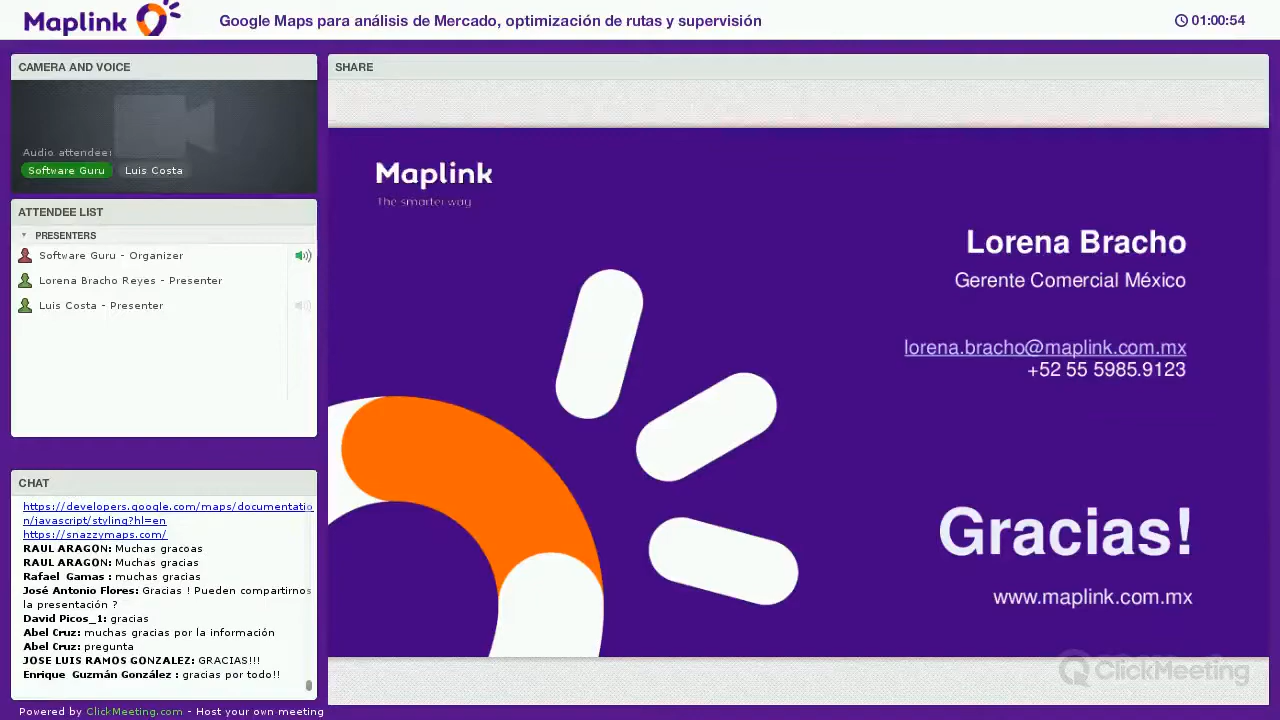 Maplink
Google Maps para análisis de Mercado, optimización de rutas y supervisión
01:00:54
CAMERA AND VOICE
Audio attendees
Software Guru
Luis Costa
ATTENDEE LIST
PRESENTERS
Software Guru - Organizer
Lorena Bracho Reyes - Presenter
Luis Costa - Presenter
CHAT
https://developers.google.com/maps/documentatio
n/javascript/styling?hl=en
https://snazzymaps.com/
RAUL ARAGON: Muchas gracoas
RAUL ARAGON: Muchas gracias
Rafael Gamas : muchas gracias
José Antonio Flores: Gracias ! Pueden compartirnos
la presentación ?
David Picos_1: gracias
Abel Cruz: muchas gracias por la información
Abel Cruz: pregunta
JOSE LUIS RAMOS GONZALEZ: GRACIAS!!!
Enrique Guzmán González : gracias por todo!!
Powered by ClickMeeting.com - Host your own meeting
SHARE
Maplink
The smarter way
Lorena Bracho
Gerente Comercial México
lorena.bracho@maplink.com.mx
+52 55 5985.9123
Gracias!
www.maplink.com.mx
ClickMeeting